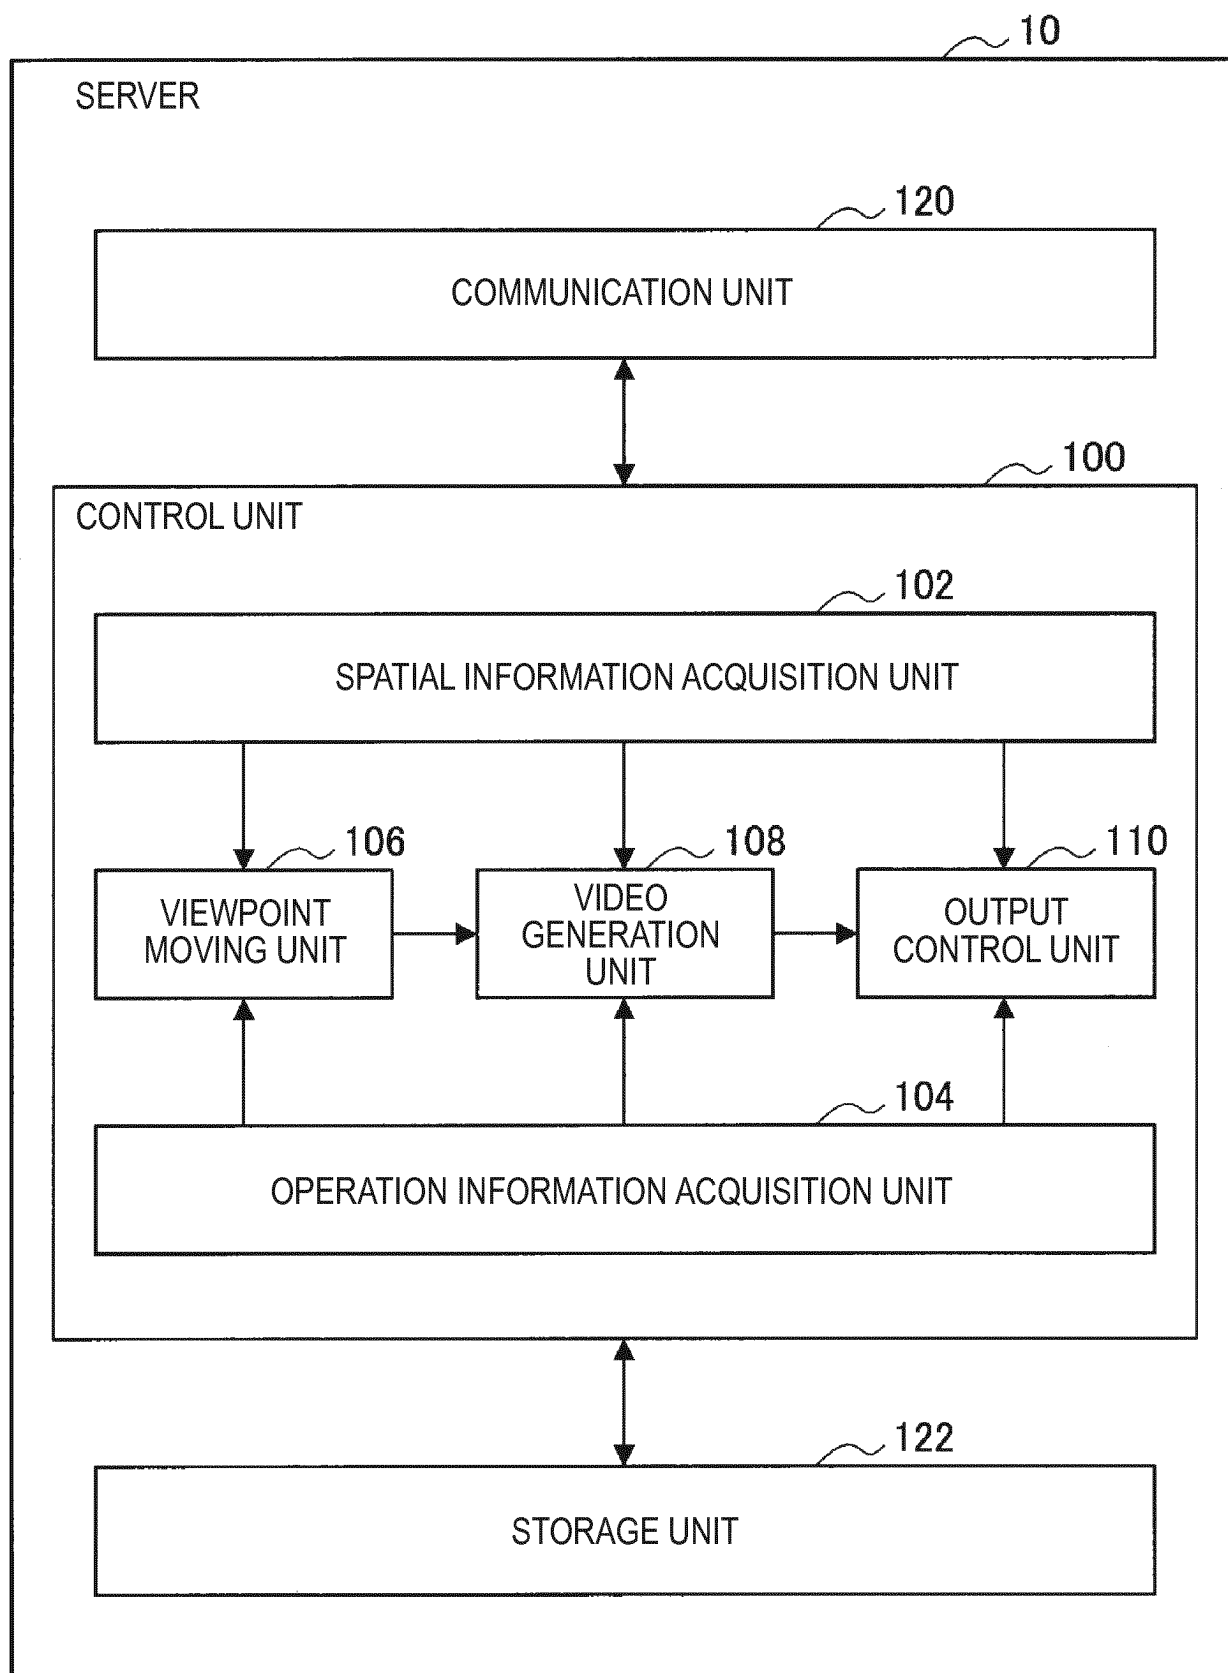 10
SERVER
120
COMMUNICATION UNIT
100
CONTROL UNIT
102
SPATIAL INFORMATION ACQUISITION UNIT
106
108
110
VIEWPOINT
MOVING UNIT
VIDEO
GENERATION
UNIT
OUTPUT
CONTROL UNIT
104
OPERATION INFORMATION ACQUISITION UNIT
122
STORAGE UNIT